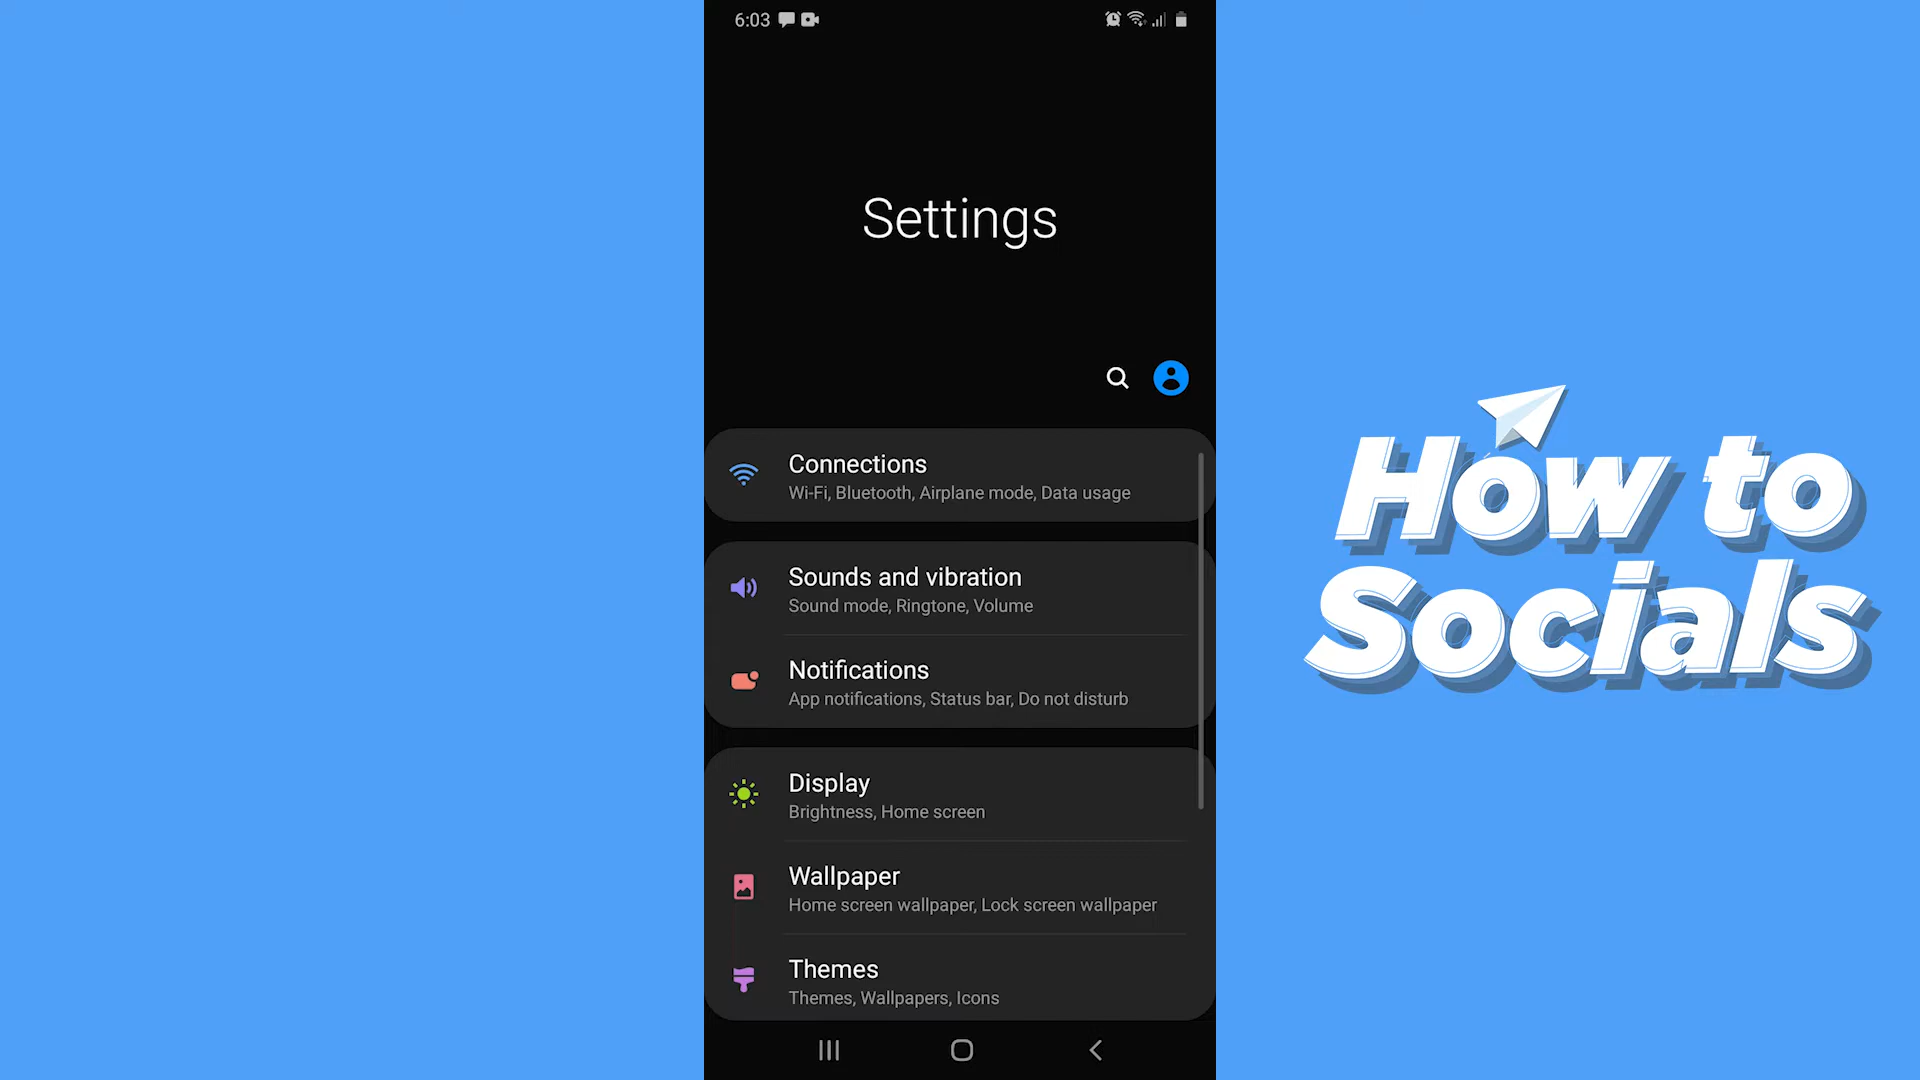 6:03
Settings
Connections
Wi-Fi, Bluetooth, Airplane mode, Data usage
Sounds and vibration
Sound mode, Ringtone, Volume
Notifications
App notifications, Status bar, Do not disturb
Display
Brightness, Home screen
Wallpaper
Home screen wallpaper, Lock screen wallpaper
Themes
Themes, Wallpapers, Icons
How to
Socials